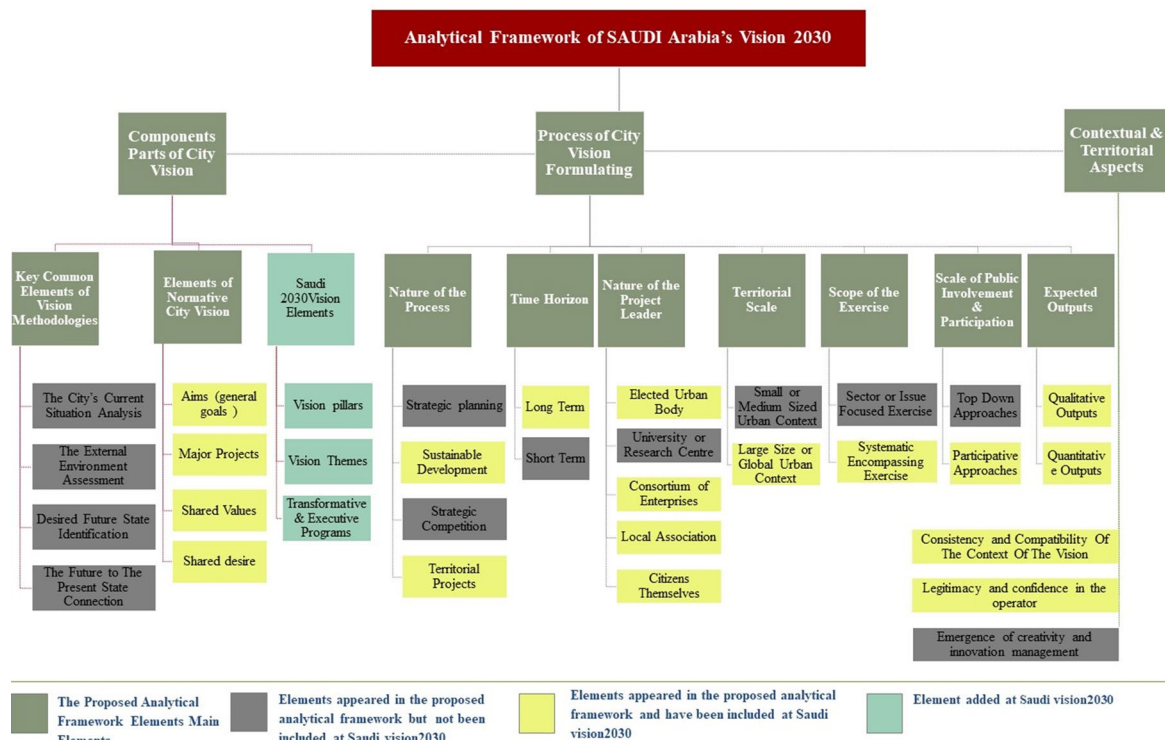 Analytical Framework of SAUDI Arabia's Vision 2030
Components
Parts of City
Vision
Process of City
Vision
Formulating
Contextual &
Territorial
Aspects
Key Common
Elements of
Vision
Methodologies
Elements of
Normative
City Vision
Saudi
2030Vision
Elements
Nature of the
Process
Time Horizon
Nature of the
Project
Leader
Territorial
Scale
Scope of the
Exercise
Scale of Public
Involvement
&
Participation
Expected
Outputs
The City's Current
Situation Analysis
The External
Environment
Assessment
Desired Future State
Identification
The Future to The
Present State
Connection
Aims (general
goals )
Major Projects
Shared Values
Shared desire
Vision pillars
Vision Themes
Transformative
& Executive
Programs
Strategic planning
Sustainable
Development
Strategic
Competition
Territorial
Projects
Long Term
Short Term
Elected Urban
Body
University or
Research Centre
Consortium of
Enterprises
Local Association
Citizens
Themselves
Small or
Medium Sized
Urban Context
Large Size or
Global Urban
Context
Sector or Issue
Focused Exercise
Systematic
Encompassing
Exercise
Top Down
Approaches
Participative
Approaches
Qualitative
Outputs
Quantitativ
e Outputs
Consistency and Compatibility Of
The Context Of The Vision
Legitimacy and confidence in the
operator
Emergence of creativity and
innovation management
The Proposed Analytical
Framework Elements Main
Elements
Elements appeared in the proposed
analytical framework but not been
included at Saudi vision2030
Elements appeared in the proposed analytical
framework and have been included at Saudi
vision2030
Element added at Saudi vision2030